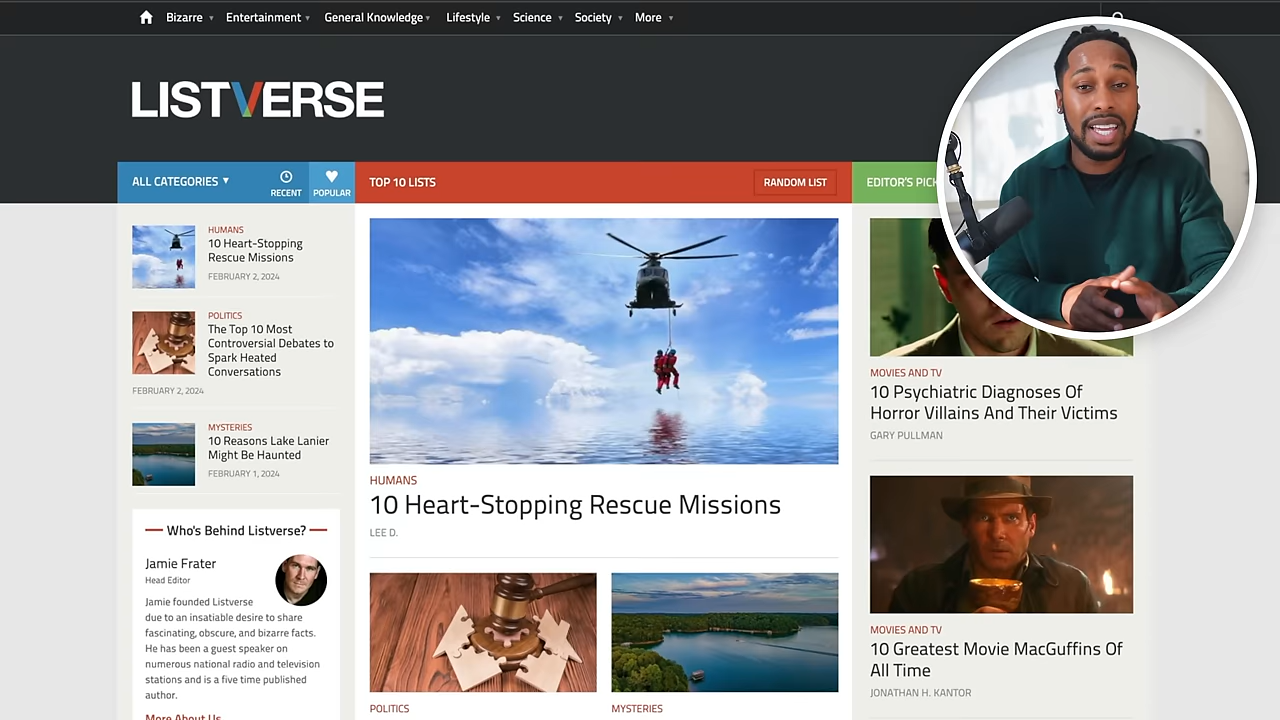 Bizarre
Entertainment
General Knowledge
Lifestyle
Science
Society
More
LISTVERSE
ALL CATEGORIES
RECENT
POPULAR
TOP 10 LISTS
RANDOM LIST
EDITOR'S
HUMANS
10 Heart-Stopping
Rescue Missions
FEBRUARY 2, 2024
POLITICS
The Top 10 Most
Controversial Debates to
Spark Heated
Conversations
FEBRUARY 2, 2024
MYSTERIES
10 Reasons Lake Lanier
Might Be Haunted
FEBRUARY 1, 2024
Who's Behind Listverse?
Jamie Frater
Head Editor
Jamie founded Listverse
due to an insatiable desire to share
fascinating, obscure, and bizarre facts.
He has been a guest speaker on
numerous national radio and television
stations and is a five time published
author.
More About Us
HUMANS
10 Heart-Stopping Rescue Missions
LEE D.
POLITICS
MYSTERIES
MOVIES AND TV
10 Psychiatric Diagnoses Of
Horror Villains And Their Victims
GARY PULLMAN
MOVIES AND TV
10 Greatest Movie MacGuffins Of
All Time
JONATHAN H. KANTOR